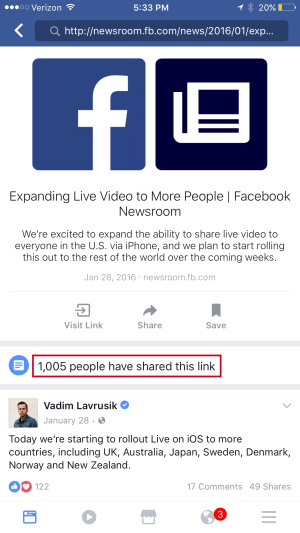 Verizon 5:33 PM 20%
http://newsroom.fb.com/news/2016/01/exp...
f
Expanding Live Video to More People | Facebook
Newsroom
We're excited to expand the ability to share live video to
everyone in the U.S. via iPhone, and we plan to start rolling
this out to the rest of the world over the coming weeks.
Jan 28, 2016 · newsroom.fb.com
Visit Link Share Save
1,005 people have shared this link
Vadim Lavrusik
January 28 ·
Today we're starting to rollout Live on iOS to more
countries, including UK, Australia, Japan, Sweden, Denmark,
Norway and New Zealand.
122 17 Comments 49 Shares
3